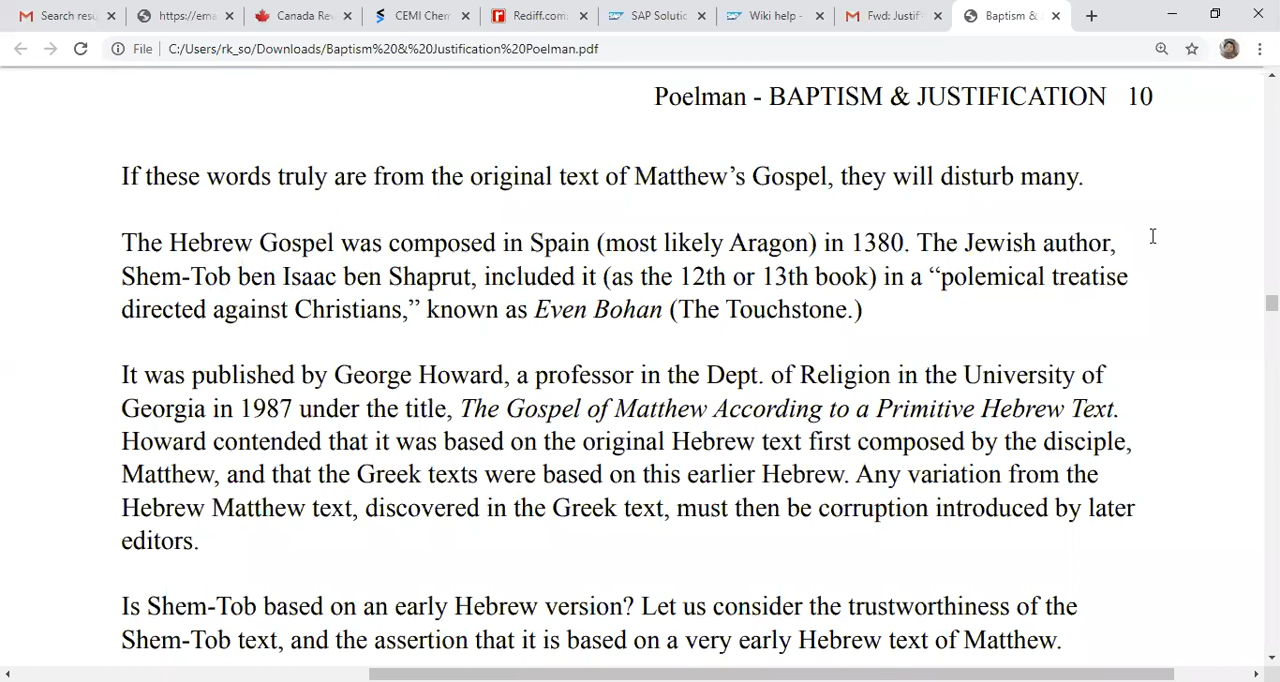 Search resu
https://ema
Canada Re
CEMI Chem
Rediff.com:
SAP Soluti
Wiki help -
Fwd: Justif
Baptism &
File
C:/Users/rk_so/Downloads/Baptism%20&%20Justification%20Poelman.pdf
Poelman - BAPTISM & JUSTIFICATION 10
If these words truly are from the original text of Matthew’s Gospel, they will disturb many.
The Hebrew Gospel was composed in Spain (most likely Aragon) in 1380. The Jewish author,
Shem-Tob ben Isaac ben Shaprut, included it (as the 12th or 13th book) in a “polemical treatise
directed against Christians,” known as Even Bohan (The Touchstone.)
It was published by George Howard, a professor in the Dept. of Religion in the University of
Georgia in 1987 under the title, The Gospel of Matthew According to a Primitive Hebrew Text.
Howard contended that it was based on the original Hebrew text first composed by the disciple,
Matthew, and that the Greek texts were based on this earlier Hebrew. Any variation from the
Hebrew Matthew text, discovered in the Greek text, must then be corruption introduced by later
editors.
Is Shem-Tob based on an early Hebrew version? Let us consider the trustworthiness of the
Shem-Tob text, and the assertion that it is based on a very early Hebrew text of Matthew.